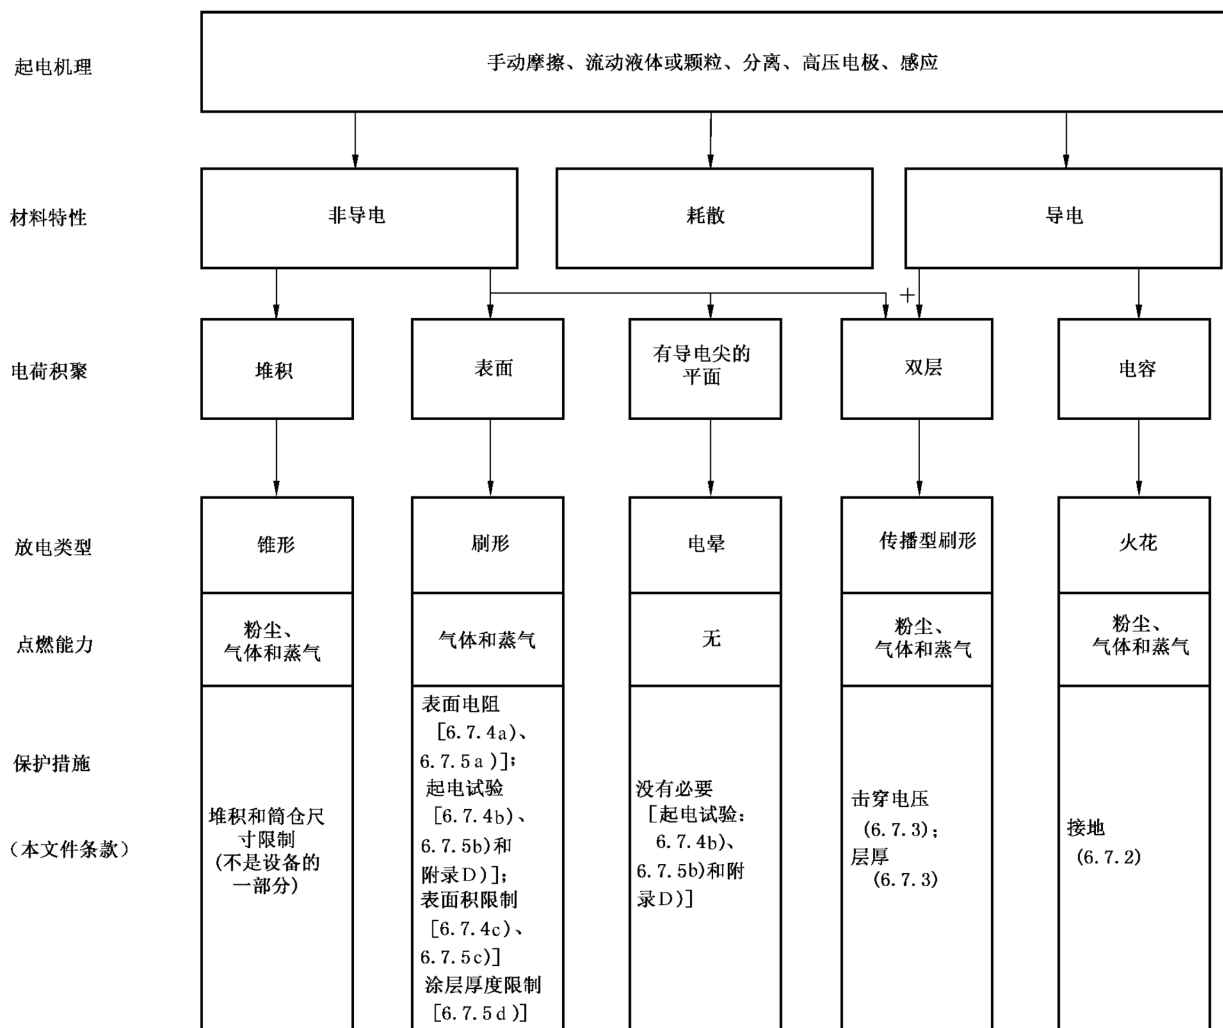 起电机理
手动摩擦、流动液体或颗粒、分离、高压电极、感应
材料特性
非导电
耗散
导电
+
电荷积聚
堆积
表面
有导电尖的
平面
双层
电容
放电类型
锥形
刷形
电晕
传播型刷形
火花
点燃能力
粉尘、
气体和蒸气
气体和蒸气
无
粉尘、
气体和蒸气
粉尘、
气体和蒸气
保护措施
（本文件条款）
堆积和筒仓尺
寸限制
(不是设备的
一部分)
表面电阻
[6.7.4a)、
6.7.5a)];
起电试验
[6.7.4b)、
6.7.5b)和
附录D)];
表面积限制
[6.7.4c)、
6.7.5c)]
涂层厚度限制
[6.7.5d)]
没有必要
[起电试验:
6.7.4b)、
6.7.5b)和附
录D)]
击穿电压
(6.7.3);
层厚
(6.7.3)
接地
(6.7.2)